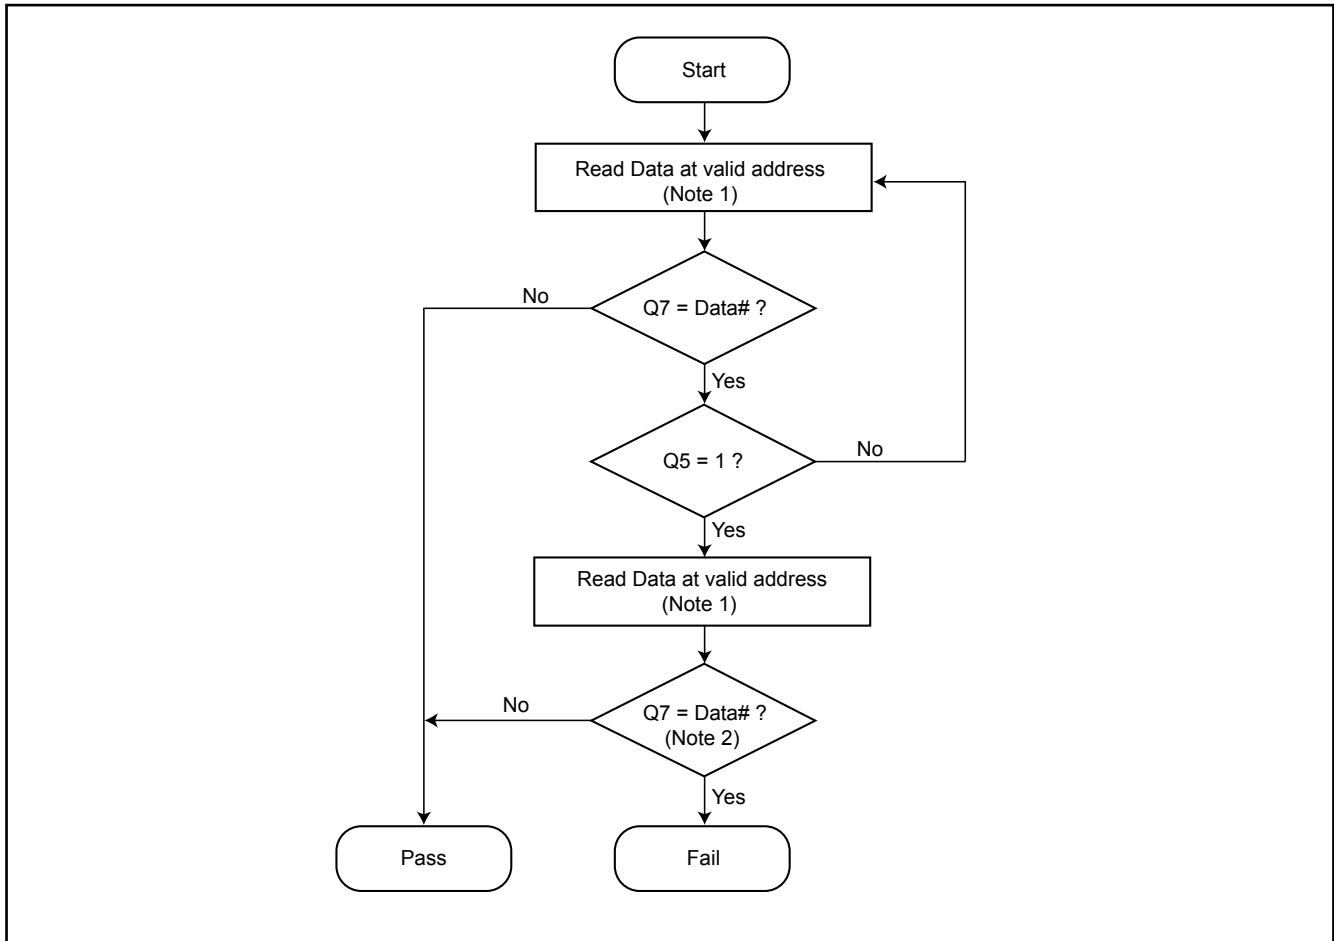 Start
Read Data at valid address
(Note 1)
No
Q7 = Data# ?
Yes
Q5 = 1 ?
No
Yes
Read Data at valid address
(Note 1)
No
Q7 = Data# ?
(Note 2)
Yes
Pass
Fail